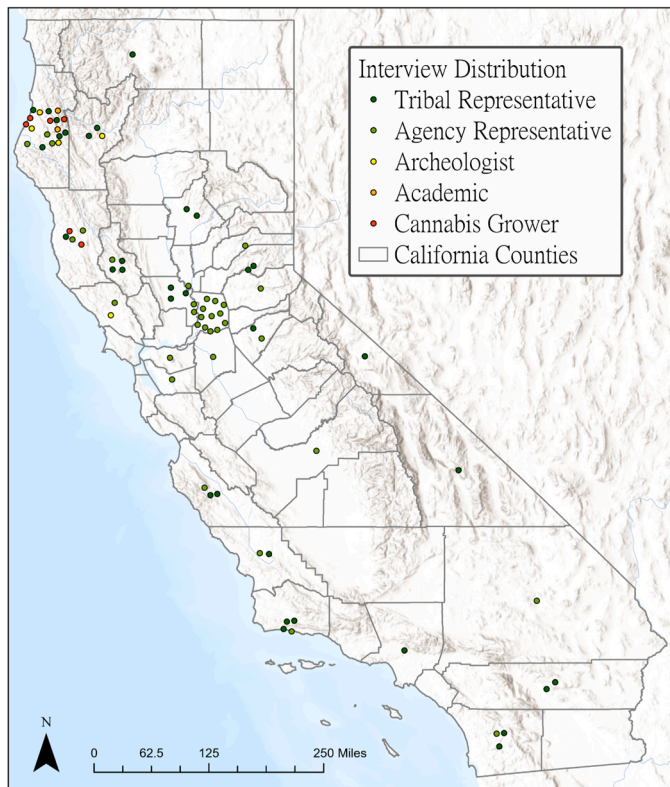 Interview Distribution
Tribal Representative
Agency Representative
Archeologist
Academic
Cannabis Grower
California Counties
N
0 62.5 125 250 Miles